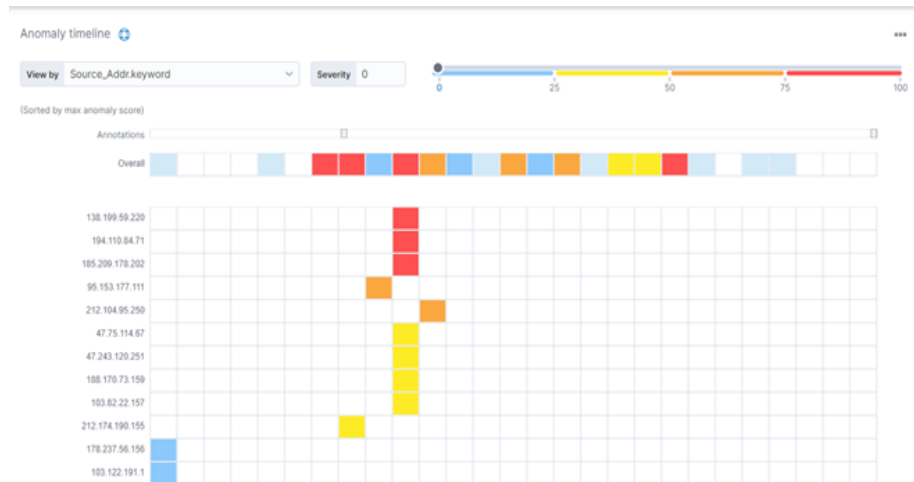 Anomaly timeline
View by Source_Addr.keyword Severity 0
0 25 50 75 100
(Sorted by max anomaly score)
Annotations
Overall
138.199.59.220
194.110.84.71
185.209.178.202
95.153.177.111
212.104.95.250
47.75.114.67
47.243.120.251
188.170.73.159
103.82.22.157
212.174.190.155
178.237.56.156
103.122.191.1